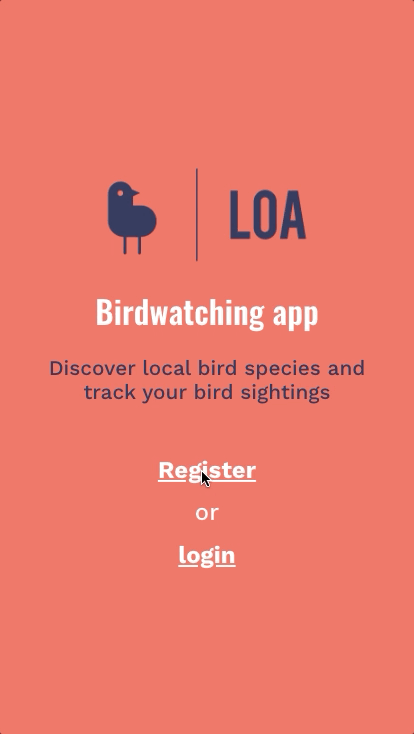 LOA
Birdwatching app
Discover local bird species and
track your bird sightings
Register
or
login